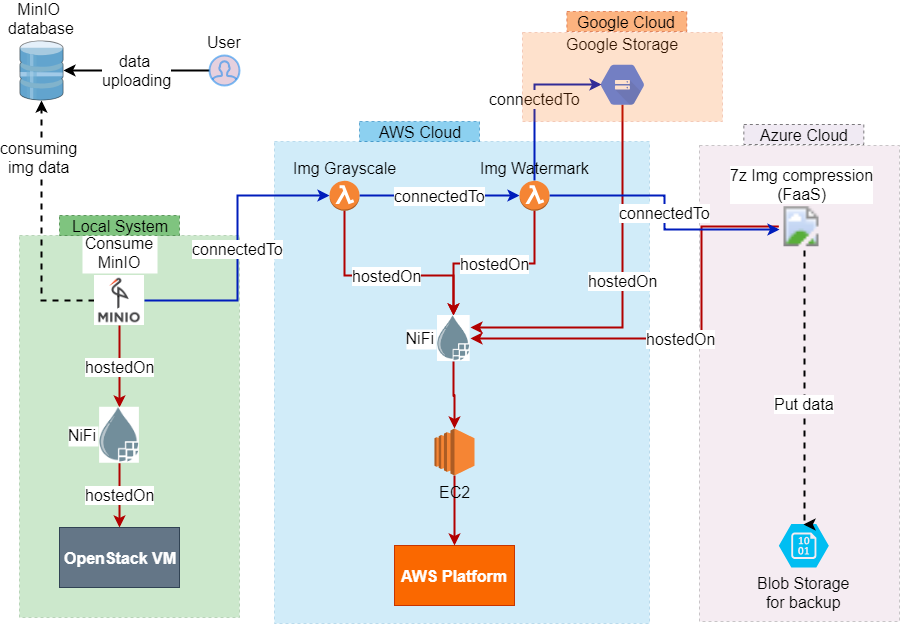 MinIO
database
data
uploading
User
consuming
img data
Google Cloud
Google Storage
connectedTo
AWS Cloud
Img Grayscale
Img Watermark
connectedTo
Azure Cloud
7z Img compression
(FaaS)
connectedTo
Local System
Consume
MinIO
connectedTo
MINIO
hostedOn
hostedOn
hostedOn
NiFi
hostedOn
hostedOn
NiFi
hostedOn
Put data
EC2
OpenStack VM
AWS Platform
10
01
Blob Storage
for backup